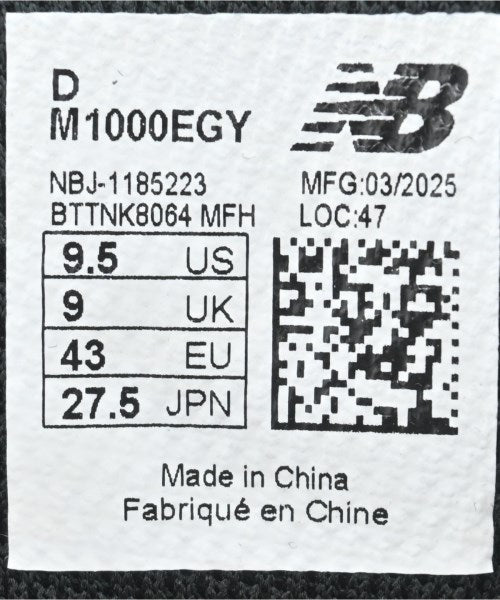 D
M1000EGY
NB
NBJ-1185223 MFG:03/2025
BTTNK8064 MFH LOC:47
9.5 US
9 UK
43 EU
27.5 JPN
Made in China
Fabriqué en Chine